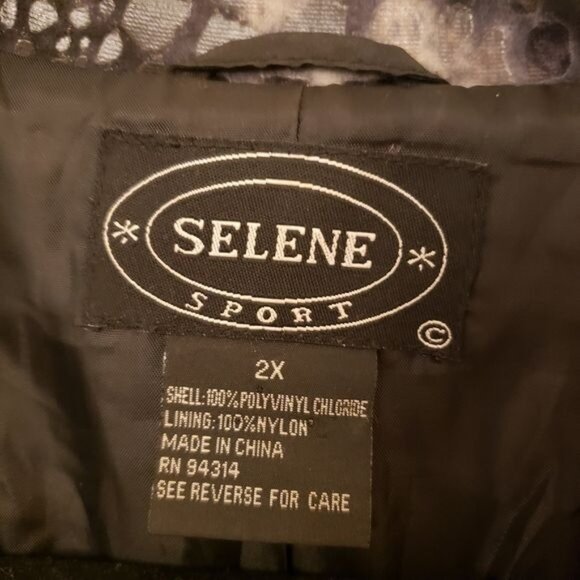 SELENE
SPORT
©
2X
SHELL:100%POLYVINYL CHLORIDE
LINING:100%NYLON
MADE IN CHINA
RN 94314
SEE REVERSE FOR CARE